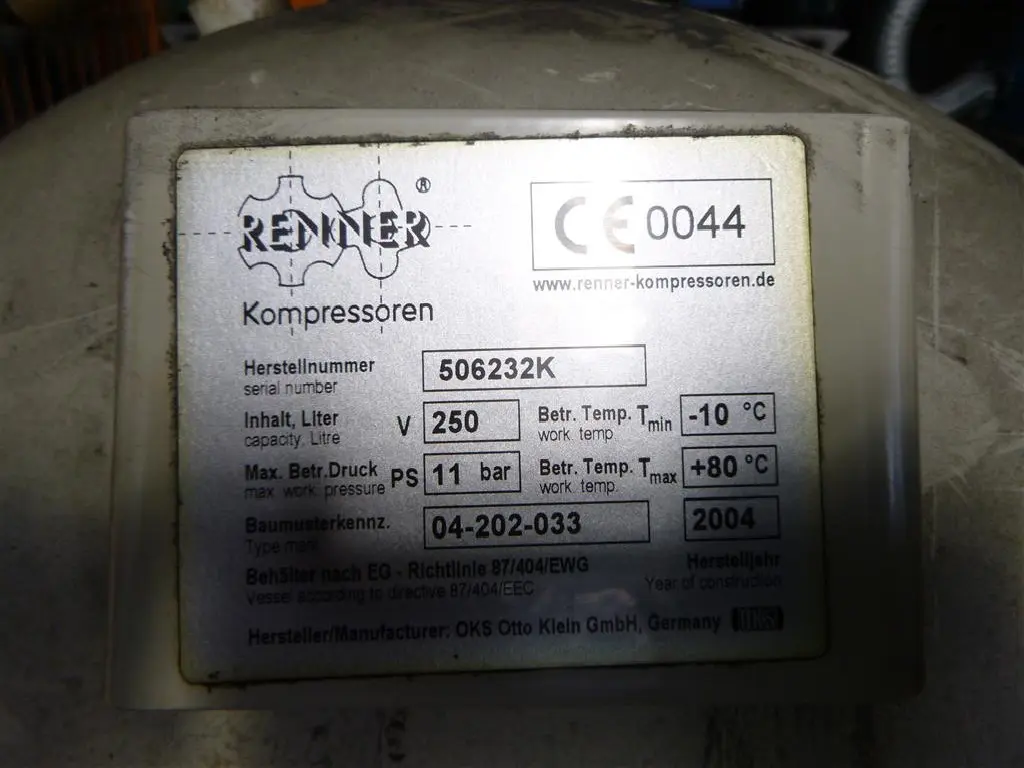 RENNER ®
Kompressoren
CE 0044
www.renner-kompressoren.de
Herstellnummer 506232K
serial number
Inhalt, Liter V 250 Betr. Temp. Tmin -10 °C
capacity, Litre work. temp.
Max. Betr.Druck PS 11 bar Betr. Temp. Tmax +80 °C
max. work. pressure work. temp.
Baumusterkennz. 04-202-033 2004
Type mark Herstelljahr
Behälter nach EG - Richtlinie 87/404/EWG Year of construction
Vessel according to directive 87/404/EEC
Hersteller/Manufacturer: OKS Otto Klein GmbH, Germany